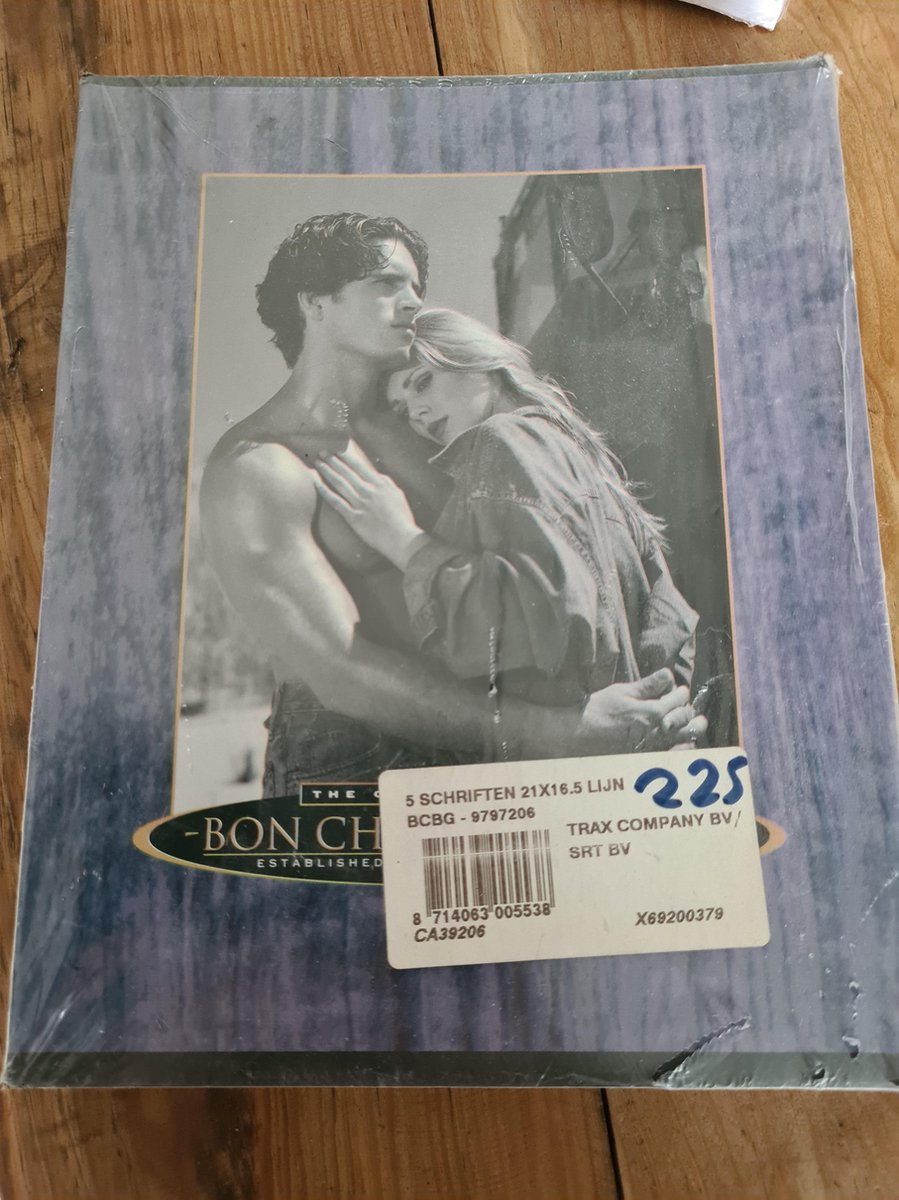 THE
-BON CH
ESTABLISHED
5 SCHRIFTEN 21X16.5 LIJN
225
BCBG - 9797206
TRAX COMPANY BV/
SRT BV
8 714063 005538
CA39206
X69200379